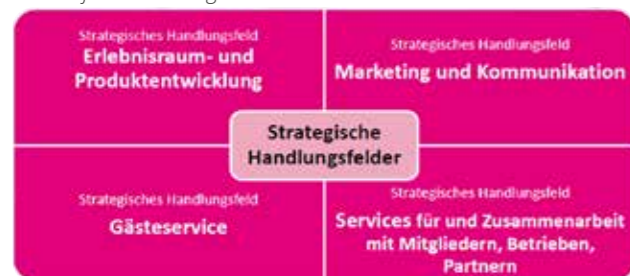 Strategisches Handlungsfeld
Erlebnisraum- und
Produktentwicklung
Strategisches Handlungsfeld
Marketing und Kommunikation
Strategische
Handlungsfelder
Strategisches Handlungsfeld
Gästeservice
Strategisches Handlungsfeld
Services für und Zusammenarbeit
mit Mitgliedern, Betrieben,
Partnern